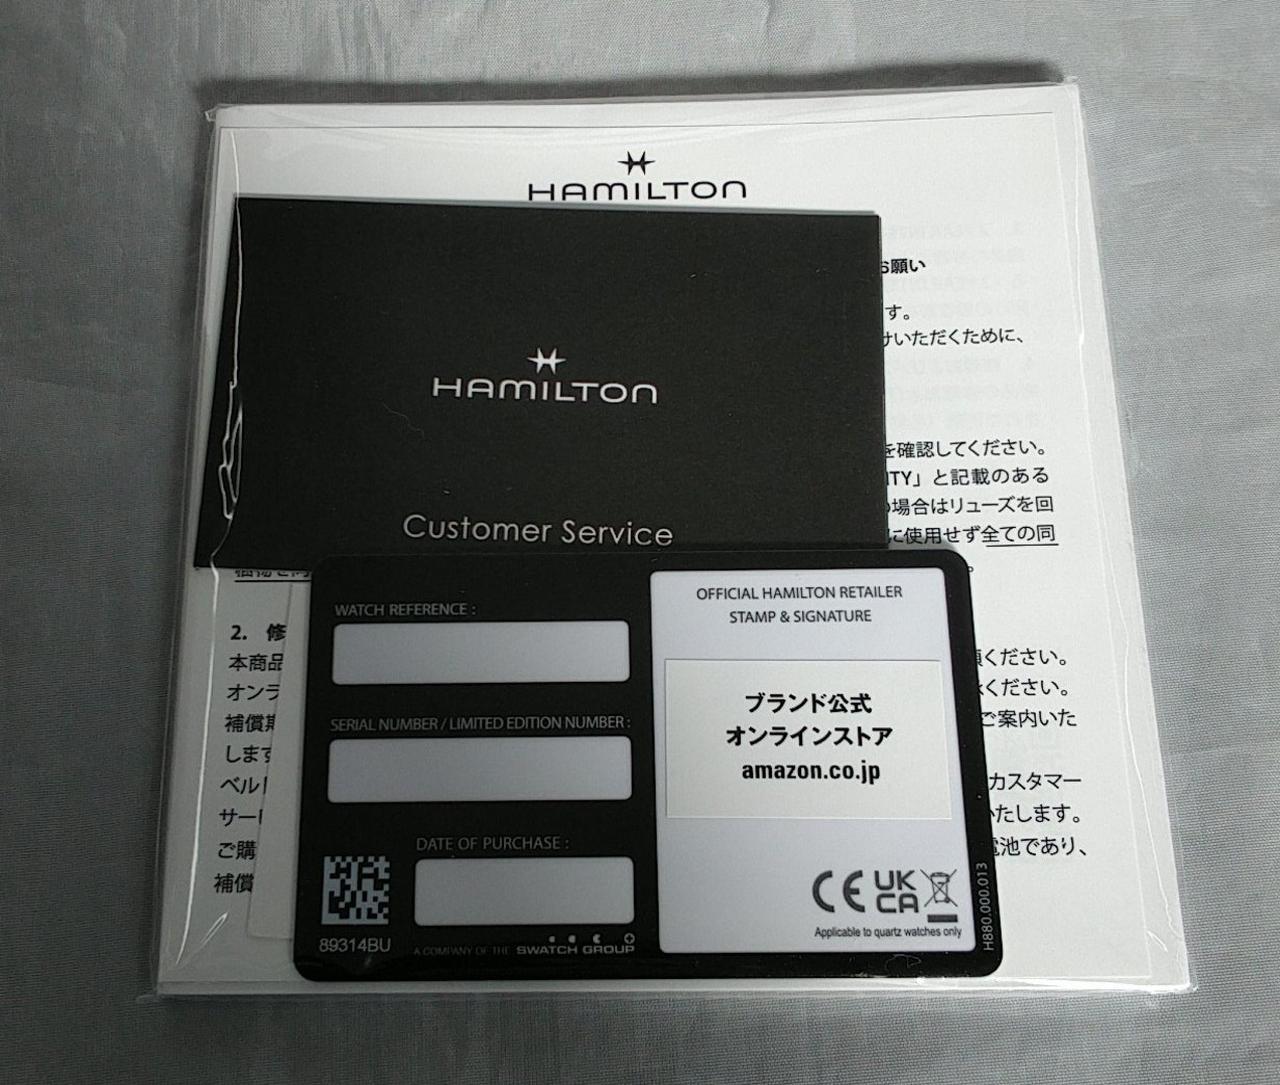 HAMILTON
お願い
す。
けいただくために、
を確認してください。
ITY」と記載のある
場合はリューズを回
に使用せず全ての同
HAMILTON
Customer Service
2. 修
本商品
オンラ
補償期
します
ベル
サー
ご購
補償
ください。
ください。
ご案内いた
カスタマー
いたします。
電池であり、
WATCH REFERENCE :
SERIAL NUMBER / LIMITED EDITION NUMBER :
DATE OF PURCHASE :
89314BU
A COMPANY OF THE SWATCH GROUP
OFFICIAL HAMILTON RETAILER
STAMP & SIGNATURE
ブランド公式
オンラインストア
amazon.co.jp
CE UK CA
Applicable to quartz watches only
H880.000.013